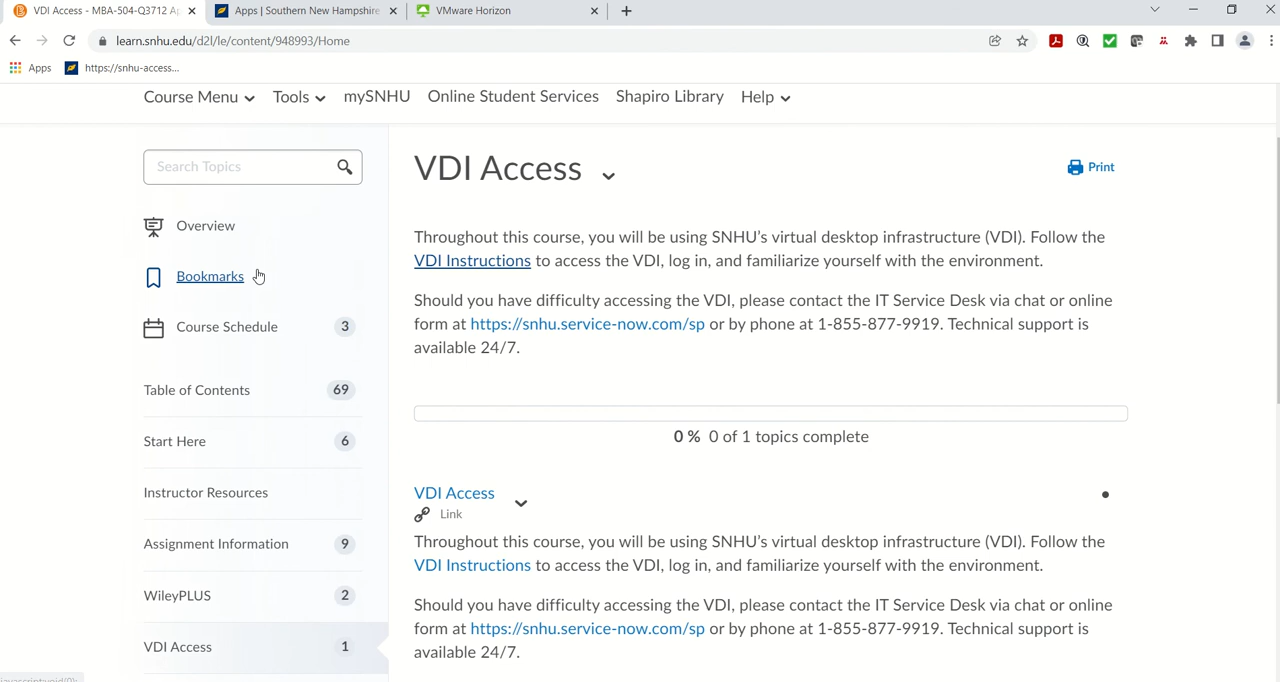 VDI Access - MBA-504-Q3712 Ap
Apps | Southern New Hampshire
VMware Horizon
learn.snhu.edu/d2l/le/content/948993/Home
Apps
https://snhu-access...
Course Menu
Tools
mySNHU
Online Student Services
Shapiro Library
Help
Search Topics
Overview
Bookmarks
Course Schedule 3
Table of Contents 69
Start Here 6
Instructor Resources
Assignment Information 9
WileyPLUS 2
VDI Access 1
VDI Access
Print
Throughout this course, you will be using SNHU's virtual desktop infrastructure (VDI). Follow the
VDI Instructions to access the VDI, log in, and familiarize yourself with the environment.
Should you have difficulty accessing the VDI, please contact the IT Service Desk via chat or online
form at https://snhu.service-now.com/sp or by phone at 1-855-877-9919. Technical support is
available 24/7.
0 % 0 of 1 topics complete
VDI Access
Link
Throughout this course, you will be using SNHU's virtual desktop infrastructure (VDI). Follow the
VDI Instructions to access the VDI, log in, and familiarize yourself with the environment.
Should you have difficulty accessing the VDI, please contact the IT Service Desk via chat or online
form at https://snhu.service-now.com/sp or by phone at 1-855-877-9919. Technical support is
available 24/7.
javascript:void(0);